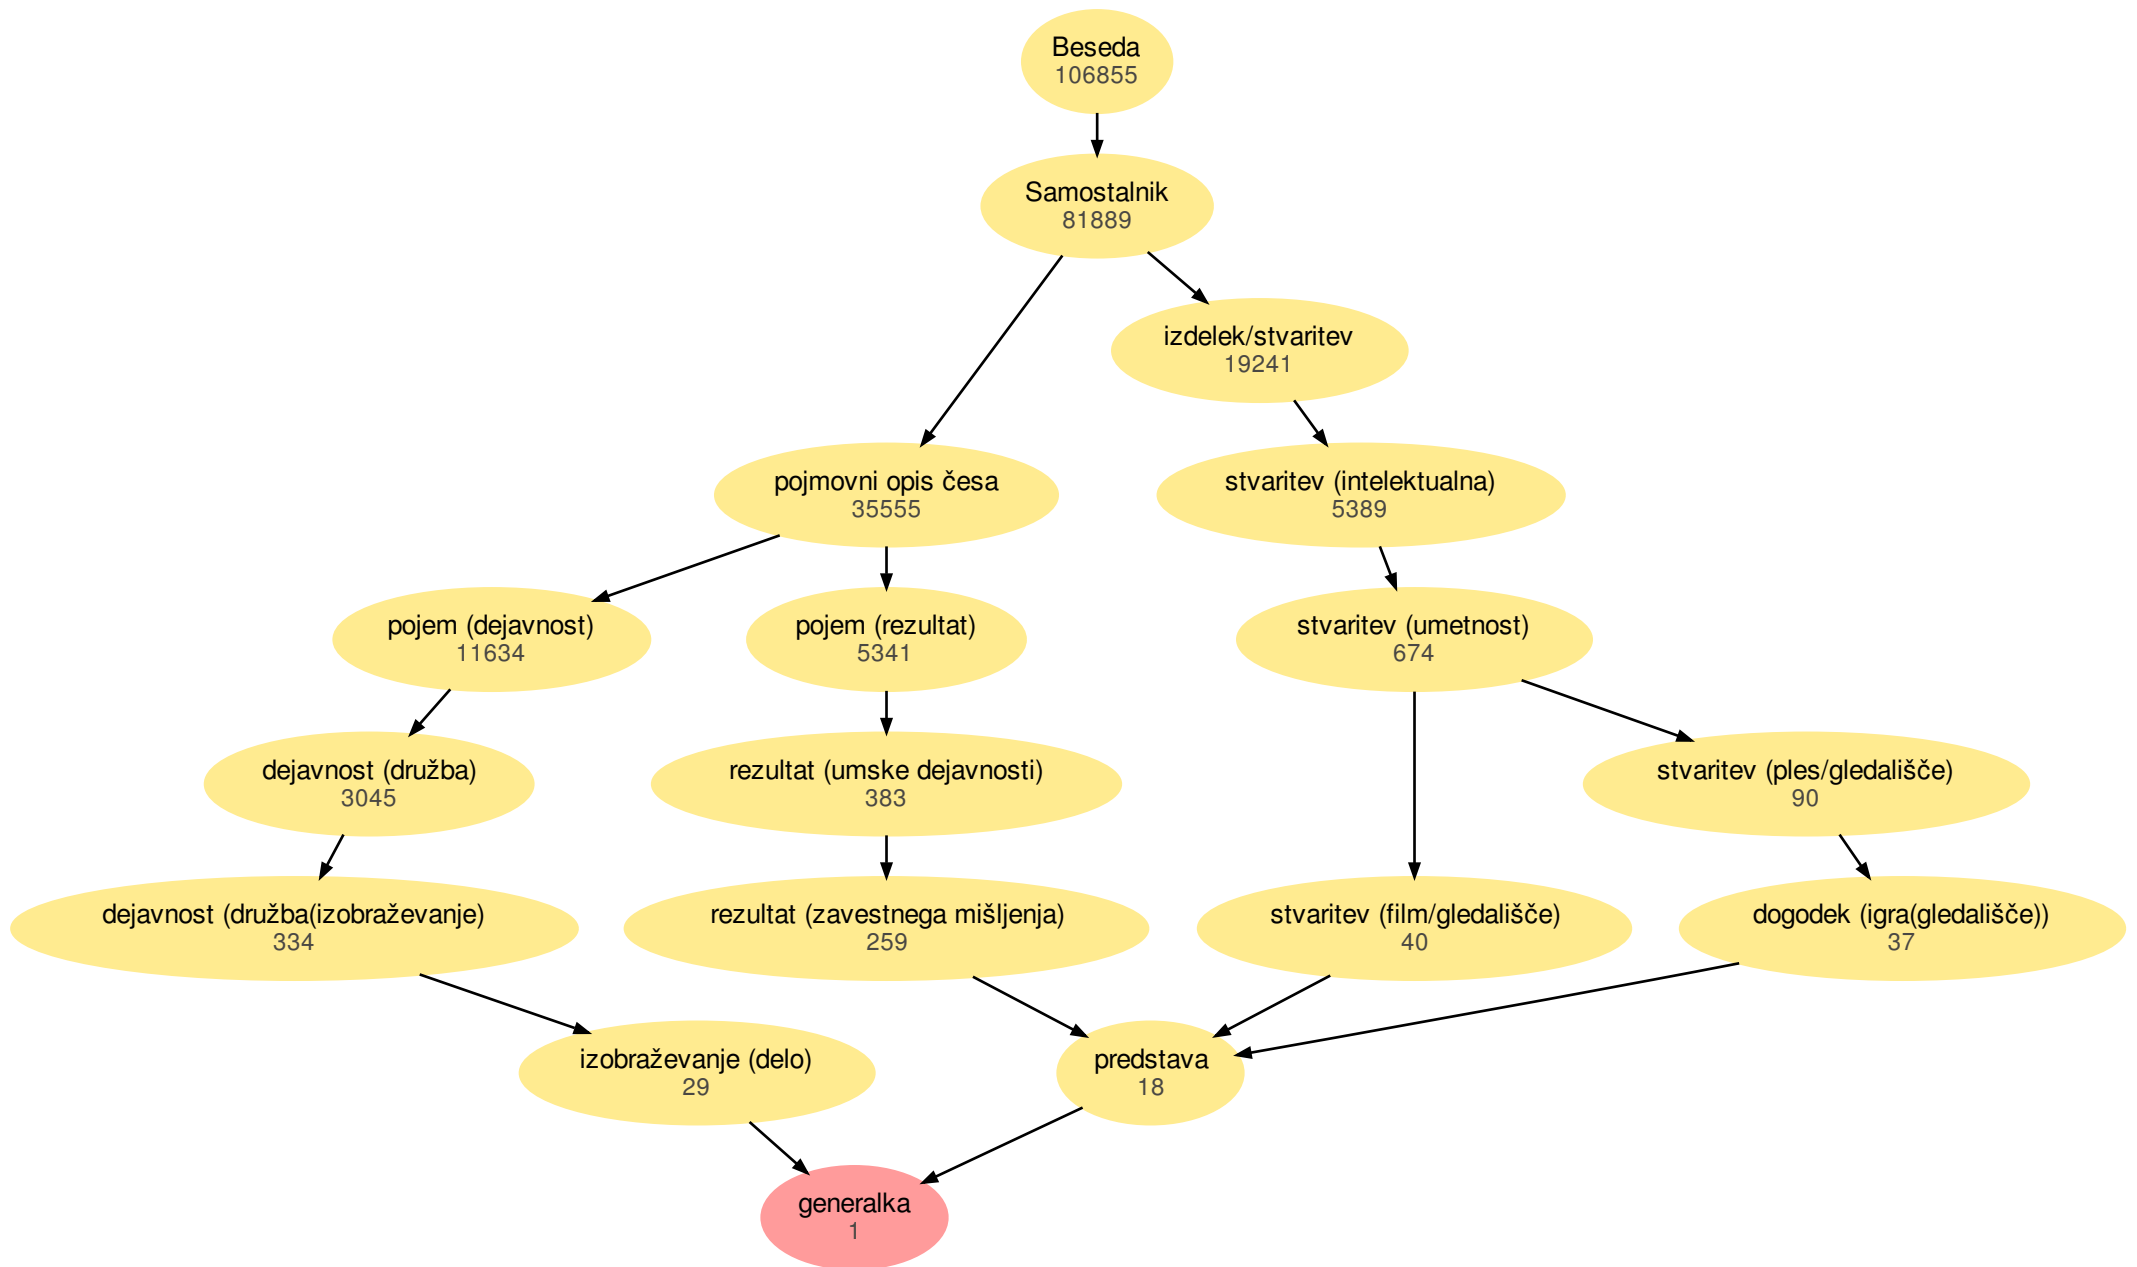 Beseda
106855
Samostalnik
81889
izdelek/stvaritev
19241
pojmovni opis česa
35555
stvaritev (intelektualna)
5389
pojem (dejavnost)
11634
pojem (rezultat)
5341
stvaritev (umetnost)
674
dejavnost (družba)
3045
rezultat (umske dejavnosti)
383
stvaritev (ples/gledališče)
90
dejavnost (družba(izobraževanje)
334
rezultat (zavestnega mišljenja)
259
stvaritev (film/gledališče)
40
dogodek (igra(gledališče))
37
izobraževanje (delo)
29
predstava
18
generalka
1